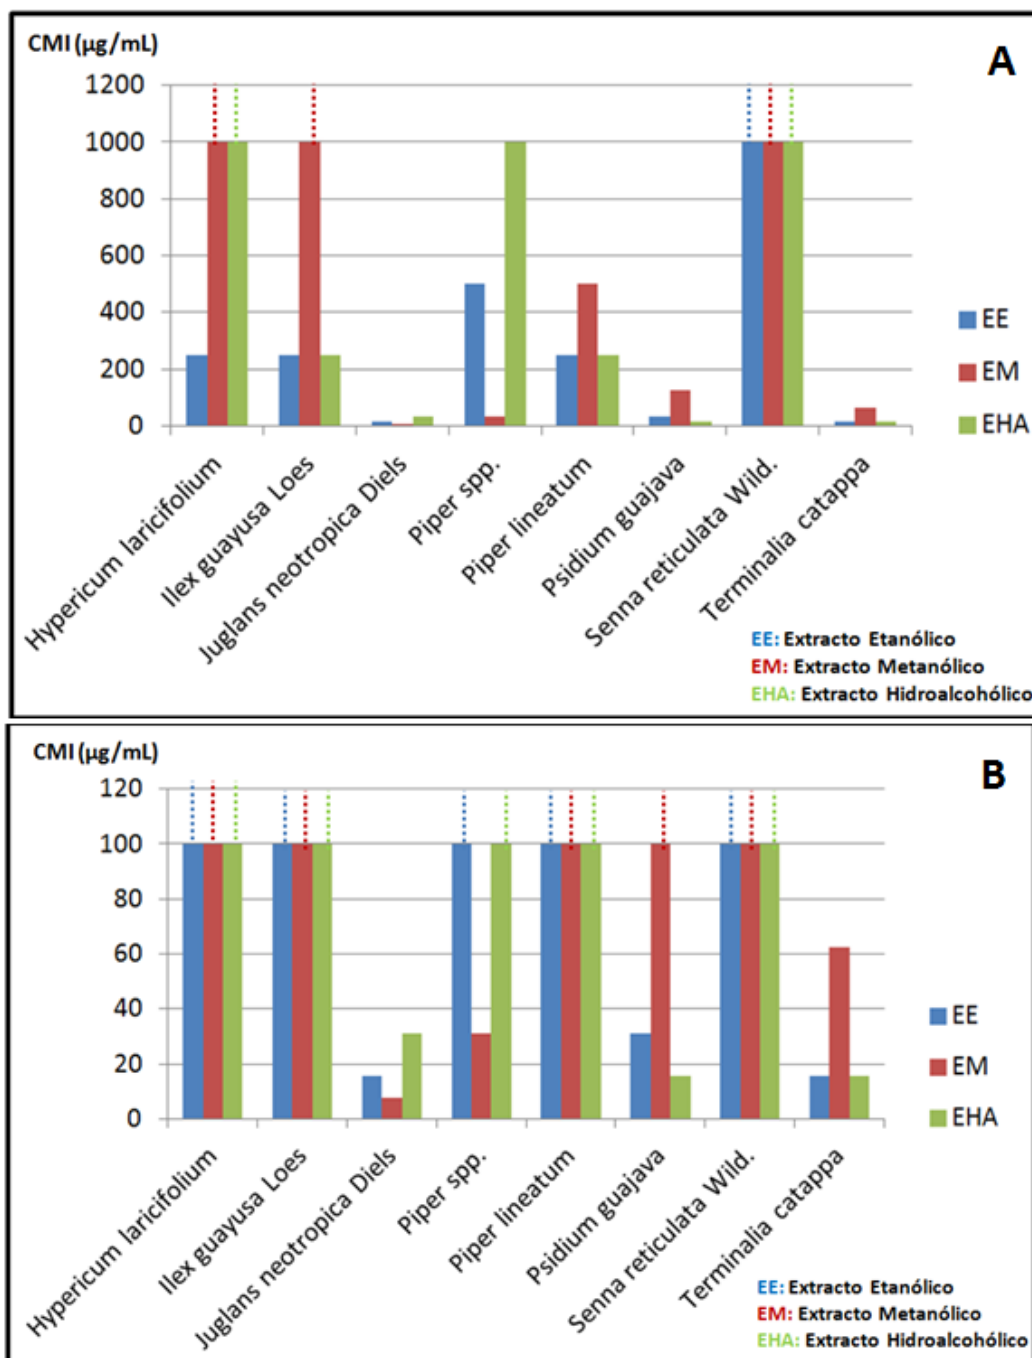 CMI (µg/mL)
A
1200
1000
800
600
400
200
0
EE
EM
EHA
Hypericum laricifolium
Ilex guayusa Loes
Juglans neotropica Diels
Piper spp.
Piper lineatum
Psidium guajava
Senna reticulata Wild.
Terminalia catappa
EE: Extracto Etanólico
EM: Extracto Metanólico
EHA: Extracto Hidroalcohólico
CMI (µg/mL)
B
120
100
80
60
40
20
0
EE
EM
EHA
Hypericum laricifolium
Ilex guayusa Loes
Juglans neotropica Diels
Piper spp.
Piper lineatum
Psidium guajava
Senna reticulata Wild.
Terminalia catappa
EE: Extracto Etanólico
EM: Extracto Metanólico
EHA: Extracto Hidroalcohólico